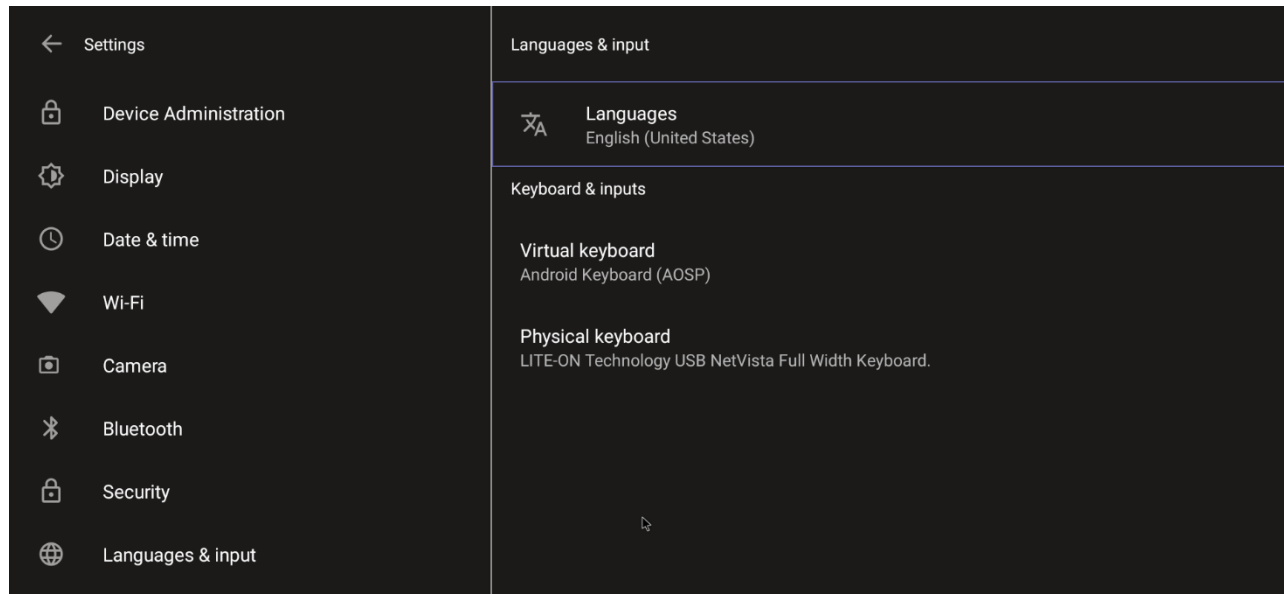 Settings
Device Administration
Display
Date & time
Wi-Fi
Camera
Bluetooth
Security
Languages & input
Languages & input
Languages
English (United States)
Keyboard & inputs
Virtual keyboard
Android Keyboard (AOSP)
Physical keyboard
LITE-ON Technology USB NetVista Full Width Keyboard.